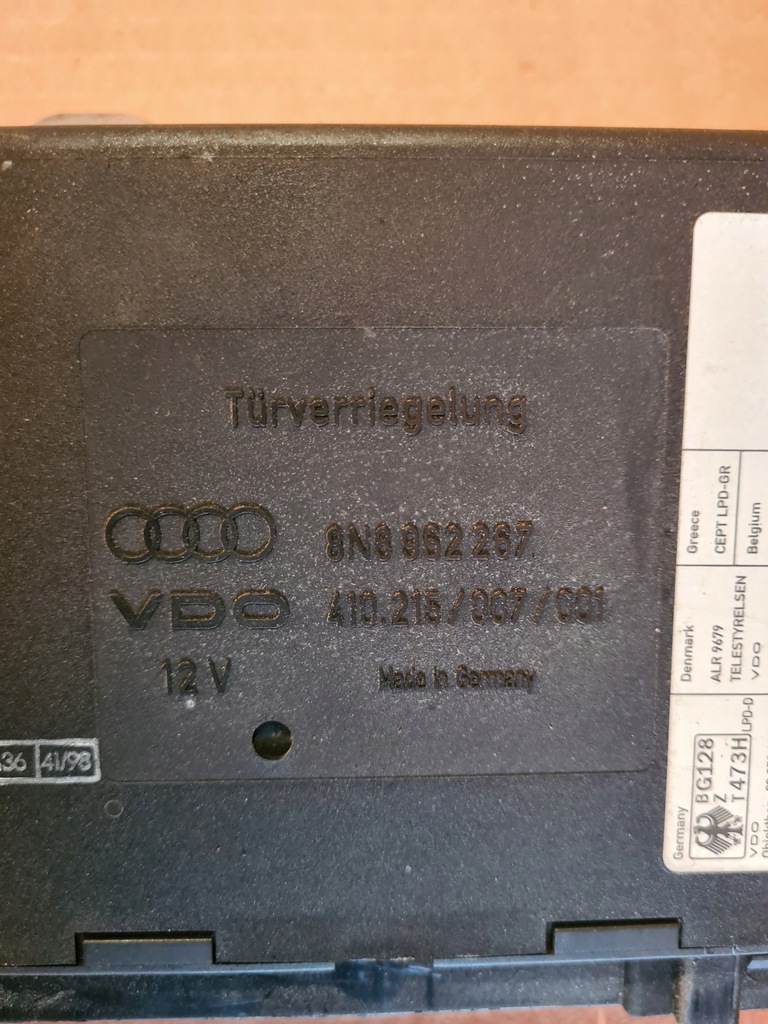 Türverriegelung
8N8 962 267
VDO 410.215/007/001
12 V Made in Germany
36 41/98
Greece
CEPT LPD-GR
Belgium
Denmark
ALR 9679
TELESTYRELSEN
VDO
Germany
BG128
Z
T473H
LPD-D
VDO